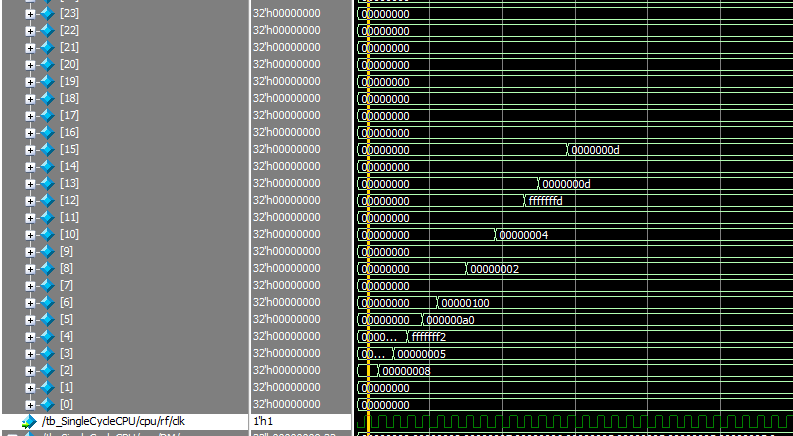 [23] 32'h00000000 00000000
[22] 32'h00000000 00000000
[21] 32'h00000000 00000000
[20] 32'h00000000 00000000
[19] 32'h00000000 00000000
[18] 32'h00000000 00000000
[17] 32'h00000000 00000000
[16] 32'h00000000 00000000
[15] 32'h00000000 00000000 0000000d
[14] 32'h00000000 00000000
[13] 32'h00000000 00000000 0000000d
[12] 32'h00000000 00000000 fffffffd
[11] 32'h00000000 00000000
[10] 32'h00000000 00000000 00000004
[9] 32'h00000000 00000000
[8] 32'h00000000 00000000 00000002
[7] 32'h00000000 00000000
[6] 32'h00000000 00000000 00000100
[5] 32'h00000000 00000000 000000a0
[4] 32'h00000000 0000... fffffff2
[3] 32'h00000000 00... 00000005
[2] 32'h00000000 00000008
[1] 32'h00000000 00000000
[0] 32'h00000000 00000000
/tb_SingleCycleCPU/cpu/rf/clk 1'h1